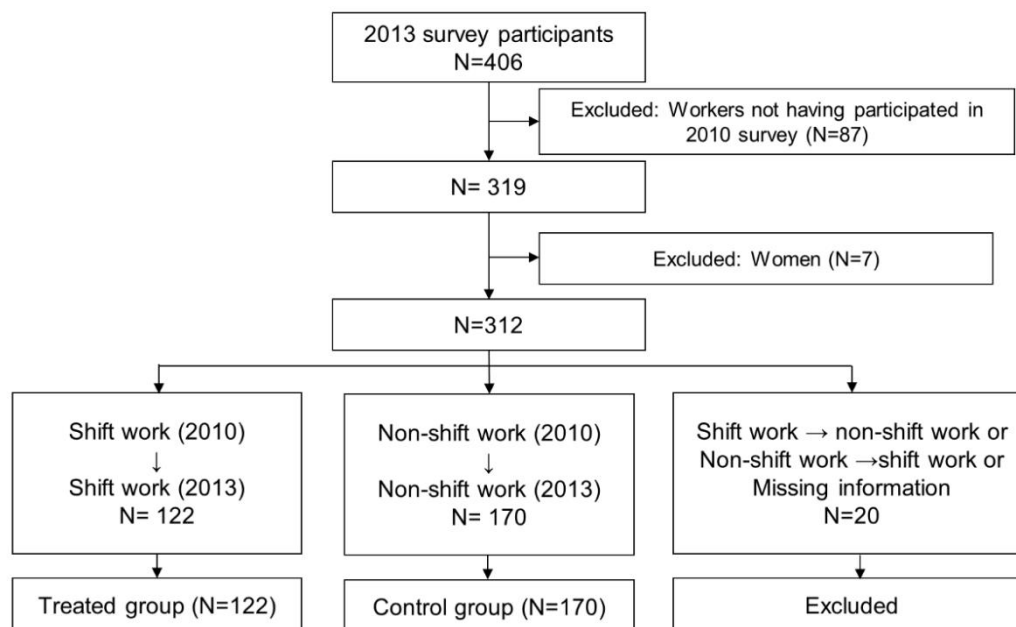 2013 survey participants
N=406
Excluded: Workers not having participated in
2010 survey (N=87)
N= 319
Excluded: Women (N=7)
N=312
Shift work (2010)
↓
Shift work (2013)
N= 122
Non-shift work (2010)
↓
Non-shift work (2013)
N= 170
Shift work → non-shift work or
Non-shift work →shift work or
Missing information
N=20
Treated group (N=122)
Control group (N=170)
Excluded